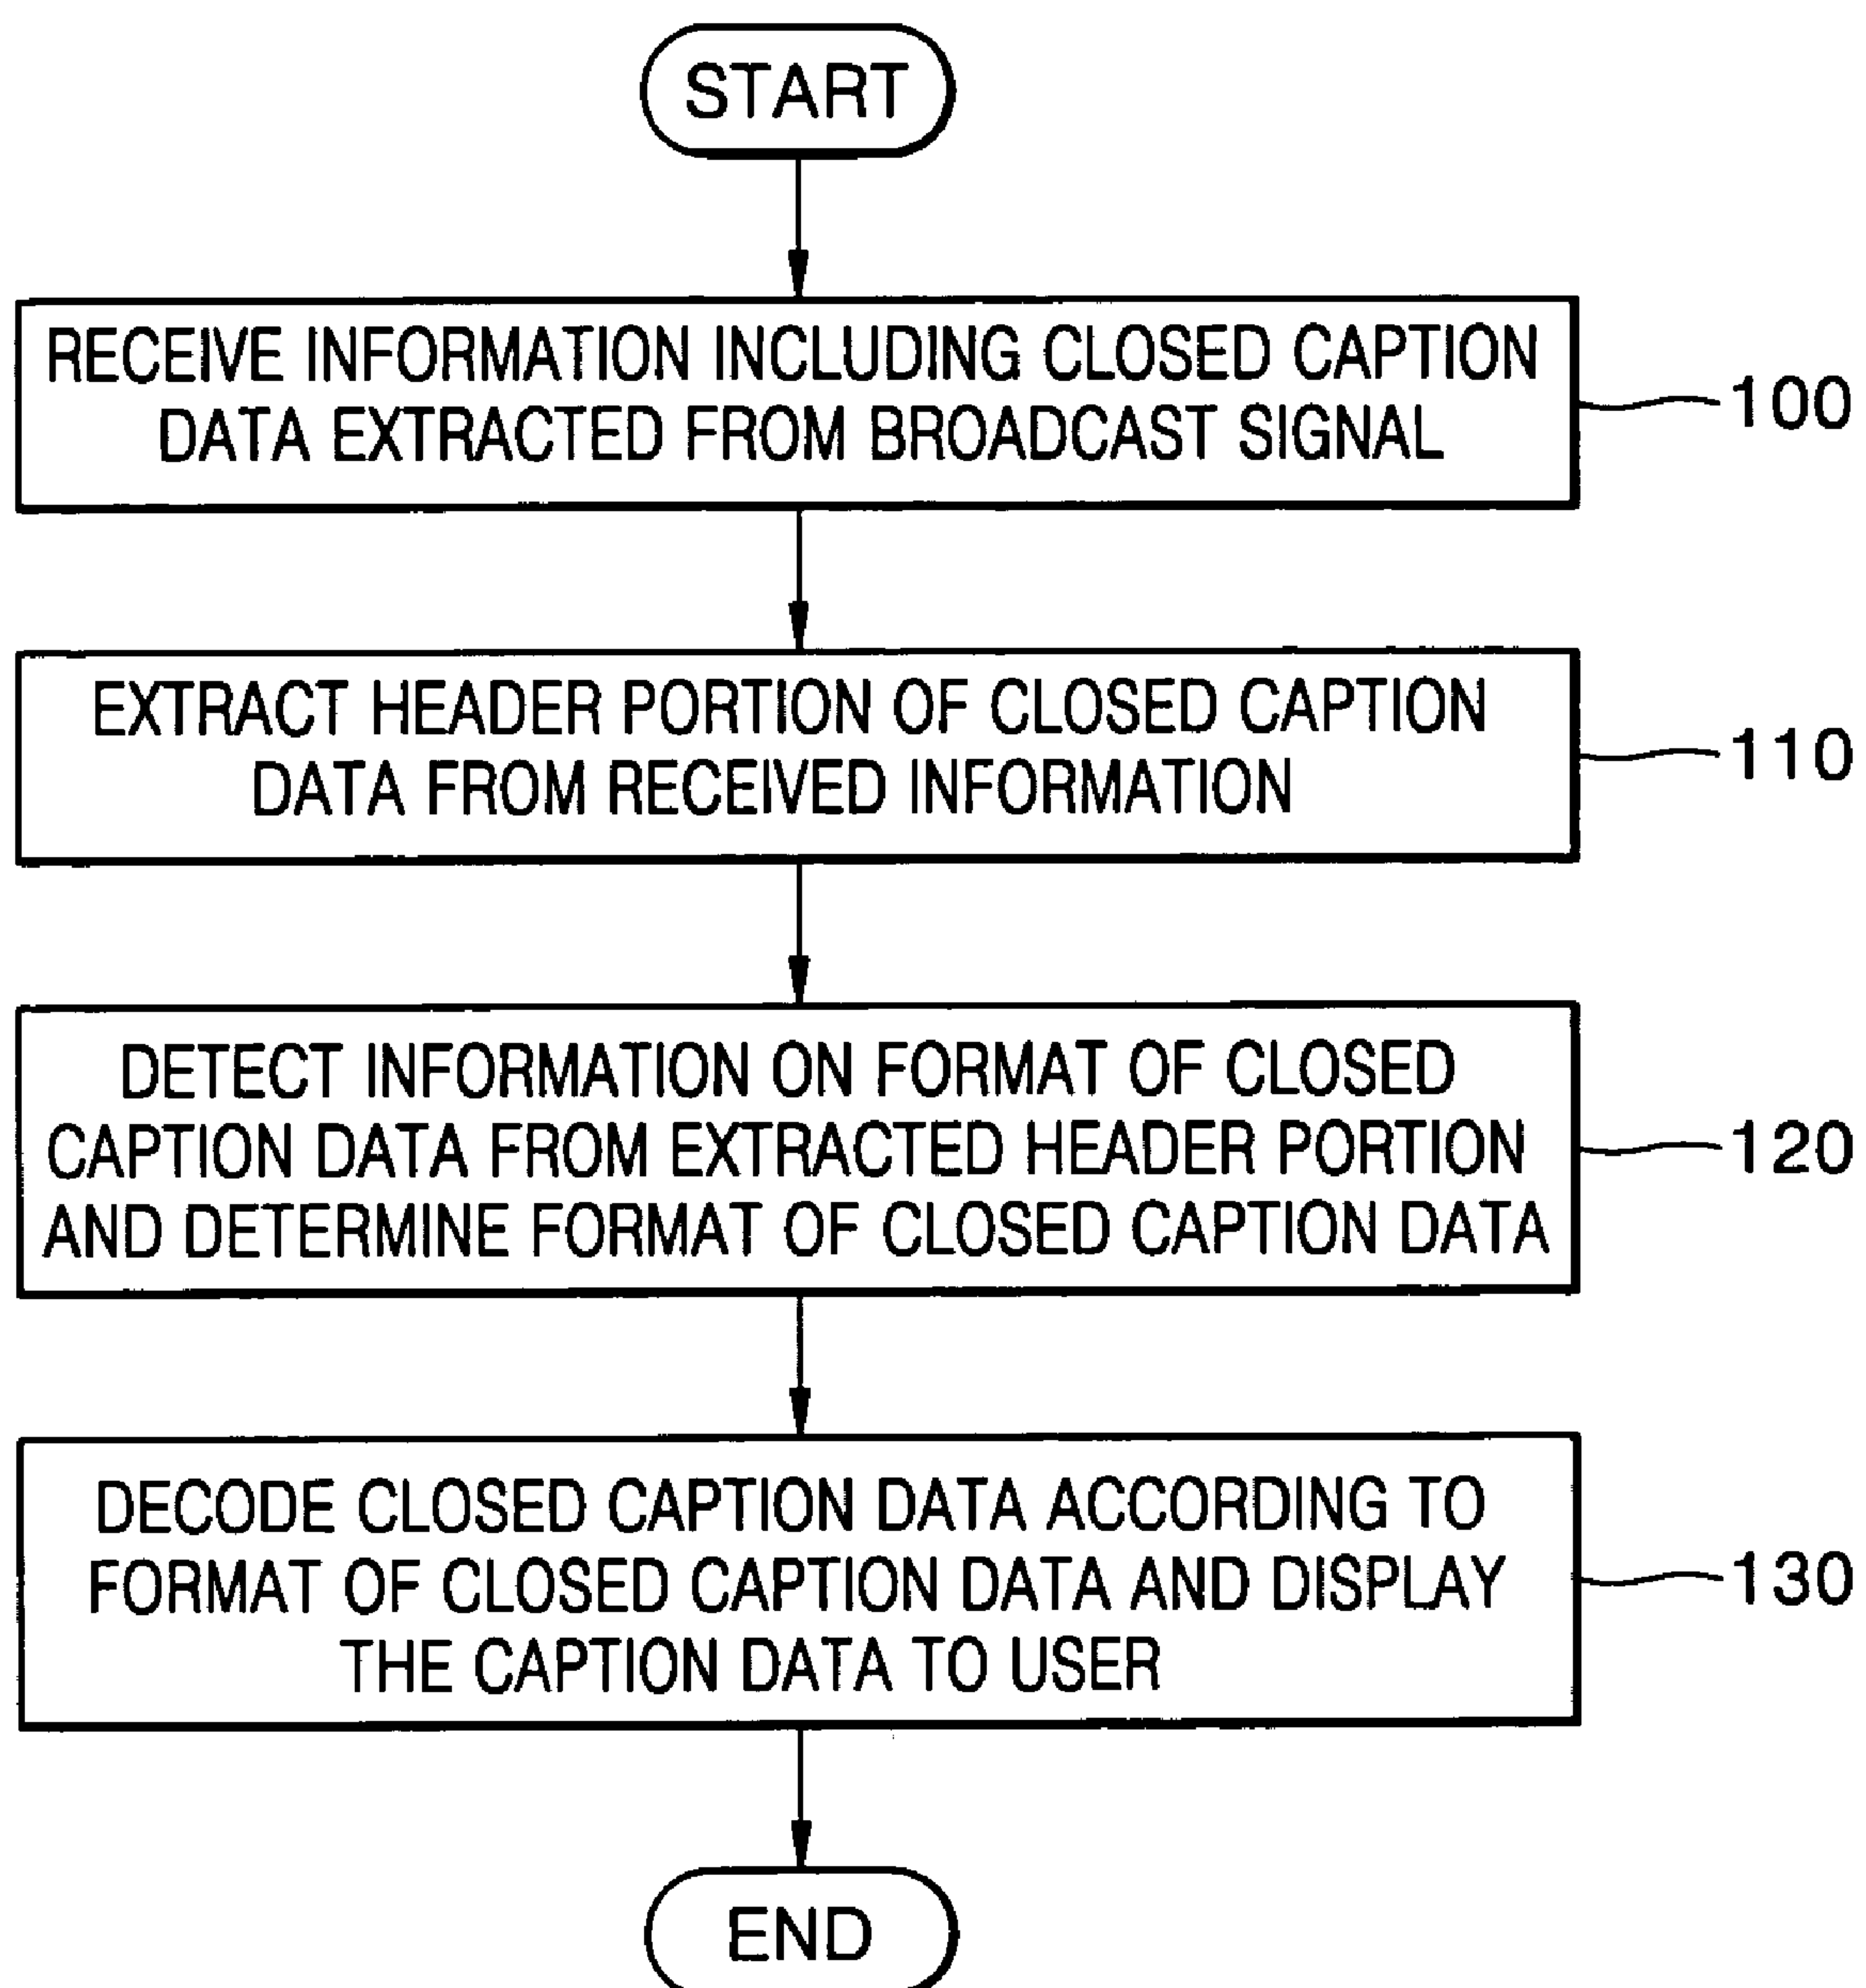 START
RECEIVE INFORMATION INCLUDING CLOSED CAPTION
DATA EXTRACTED FROM BROADCAST SIGNAL
100
EXTRACT HEADER PORTION OF CLOSED CAPTION
DATA FROM RECEIVED INFORMATION
110
DETECT INFORMATION ON FORMAT OF CLOSED
CAPTION DATA FROM EXTRACTED HEADER PORTION
AND DETERMINE FORMAT OF CLOSED CAPTION DATA
120
DECODE CLOSED CAPTION DATA ACCORDING TO
FORMAT OF CLOSED CAPTION DATA AND DISPLAY
THE CAPTION DATA TO USER
130
END